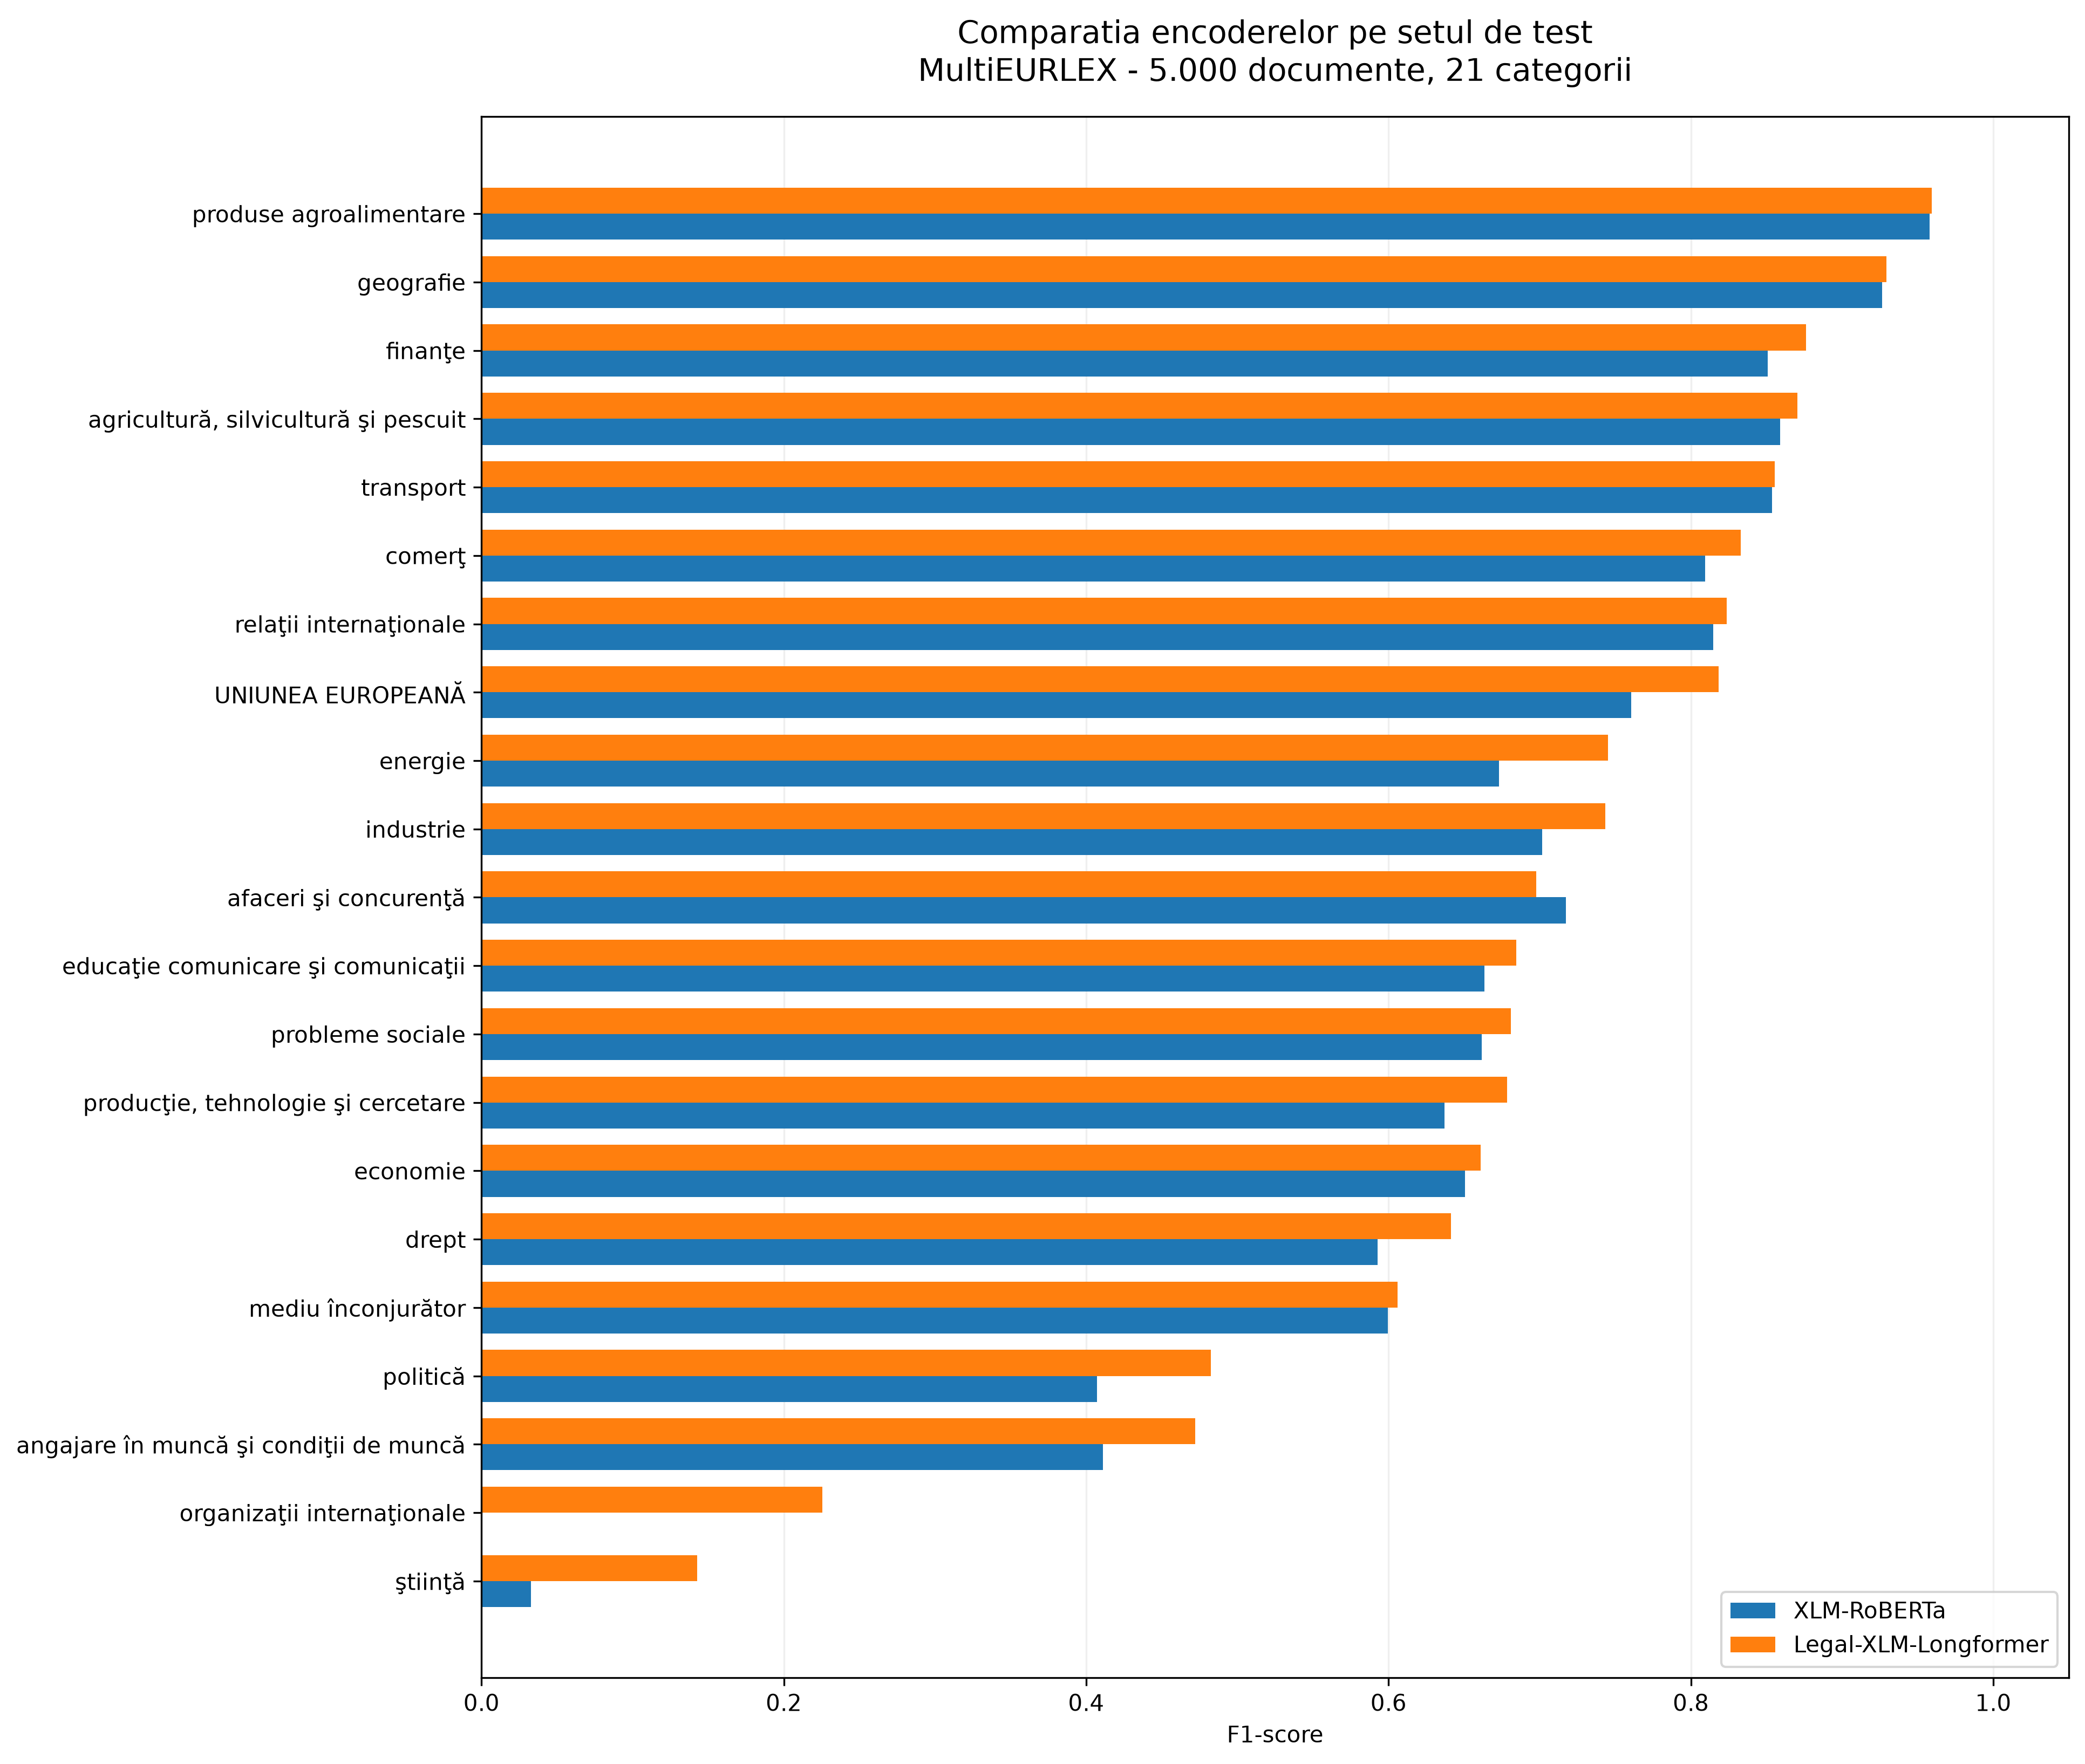 Comparatia encoderelor pe setul de test
MultiEURLEX - 5.000 documente, 21 categorii
produse agroalimentare
geografie
finanţe
agricultură, silvicultură şi pescuit
transport
comerţ
relaţii internaţionale
UNIUNEA EUROPEANĂ
energie
industrie
afaceri şi concurenţă
educaţie comunicare şi comunicaţii
probleme sociale
producţie, tehnologie şi cercetare
economie
drept
mediu înconjurător
politică
angajare în muncă şi condiţii de muncă
organizaţii internaţionale
ştiinţă
XLM-RoBERTa
Legal-XLM-Longformer
0.0 0.2 0.4 0.6 0.8 1.0
F1-score